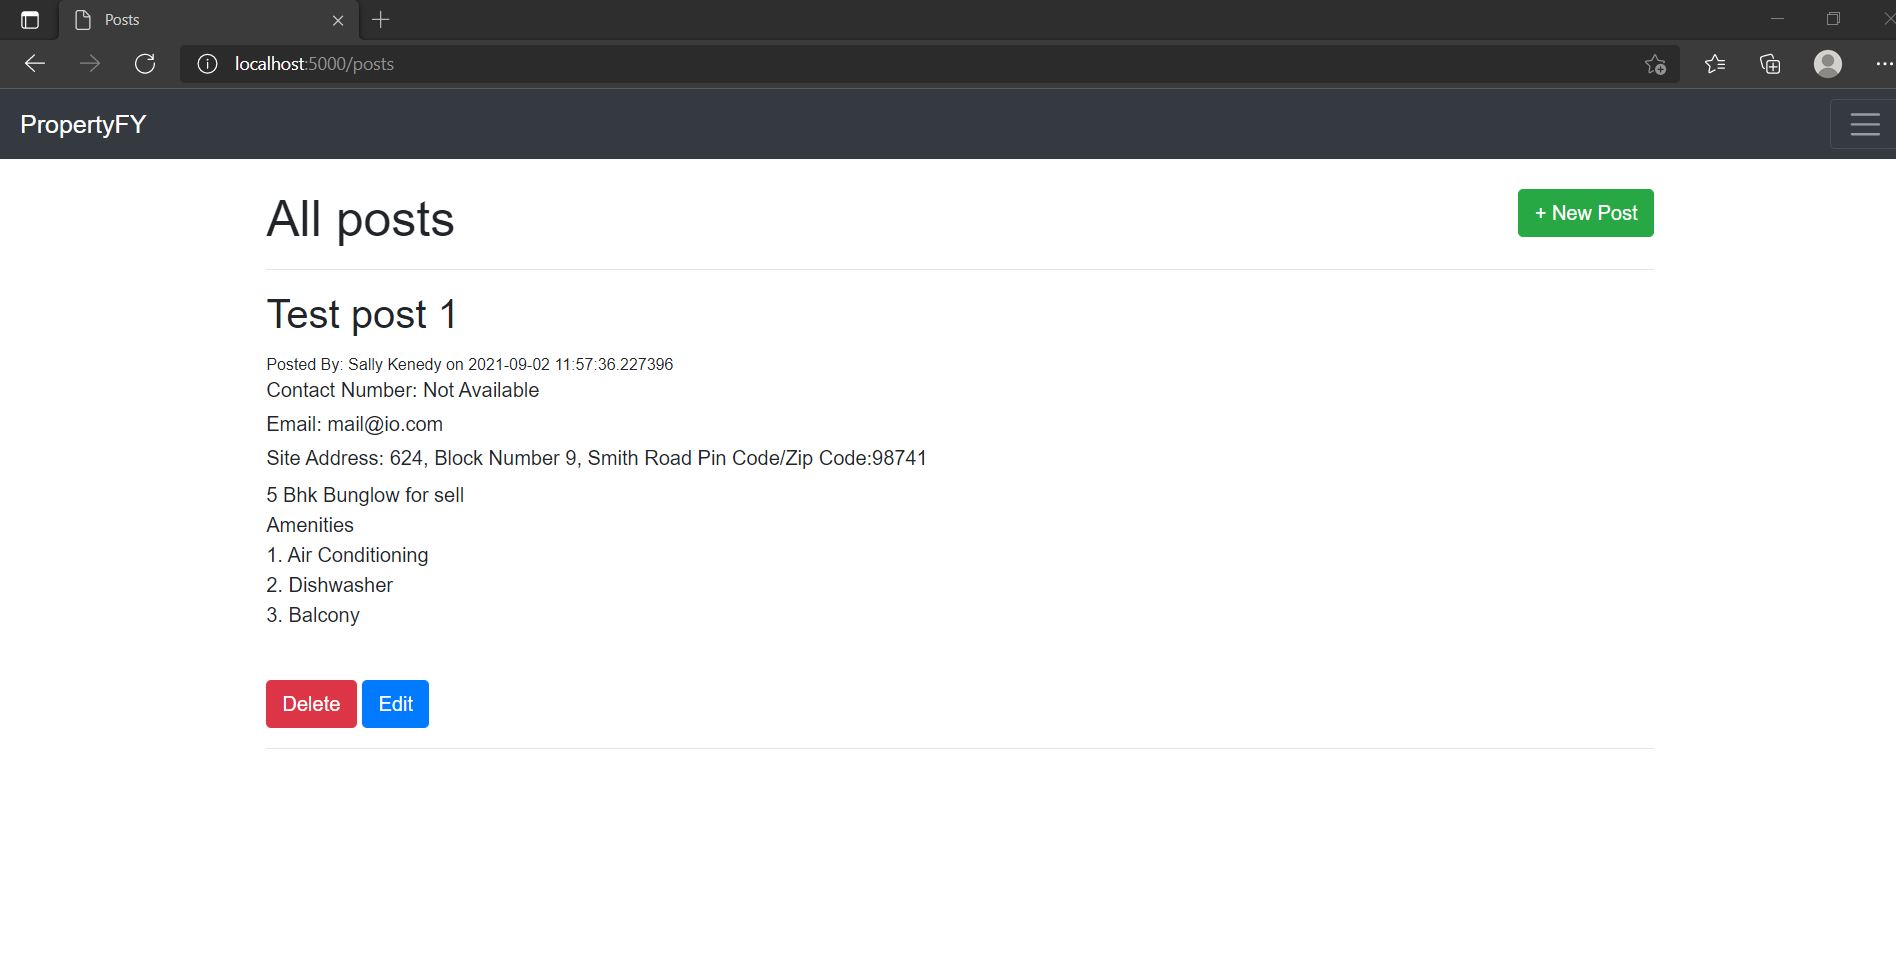 Posts
localhost:5000/posts
PropertyFY
All posts
+ New Post
Test post 1
Posted By: Sally Kenedy on 2021-09-02 11:57:36.227396
Contact Number: Not Available
Email: mail@io.com
Site Address: 624, Block Number 9, Smith Road Pin Code/Zip Code:98741
5 Bhk Bunglow for sell
Amenities
1. Air Conditioning
2. Dishwasher
3. Balcony
Delete Edit